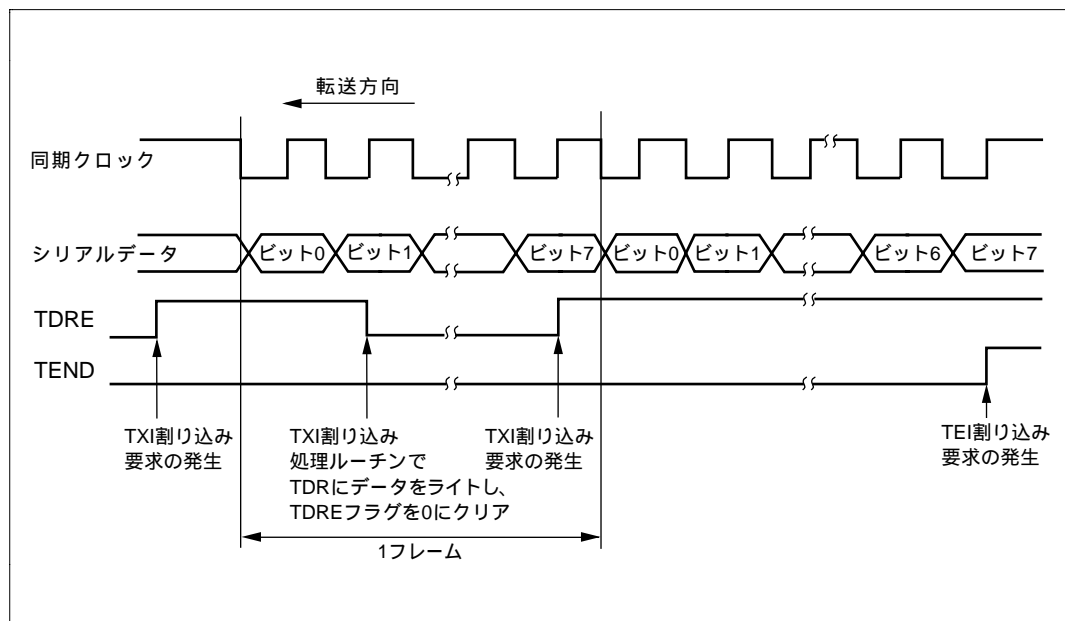 転送方向
同期クロック
シリアルデータ
ビット0
ビット1
ビット7
ビット0
ビット1
ビット6
ビット7
TDRE
TEND
TXI割り込み
要求の発生
TXI割り込み
処理ルーチンで
TDRにデータをライトし、
TDREフラグを0にクリア
TXI割り込み
要求の発生
TEI割り込み
要求の発生
1フレーム